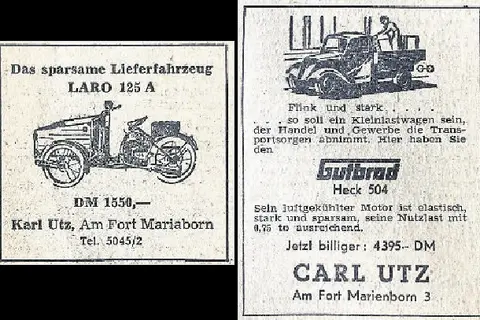 Das sparsame Lieferfahrzeug
LARO 125 A
DM 1550,—
Karl Utz, Am Fort Mariaborn
Tel. 5045/2
Flink und stark.....
...so soll ein Kleinlastwagen sein,
der Handel und Gewerbe die Trans-
portsorgen abnimmt. Hier haben Sie
den
Gutbrod
Heck 504
Sein luftgekühlter Motor ist elastisch,
stark und sparsam, seine Nutzlast mit
0,75 to ausreichend.
Jetzt billiger: 4395.- DM
CARL UTZ
Am Fort Marienborn 3